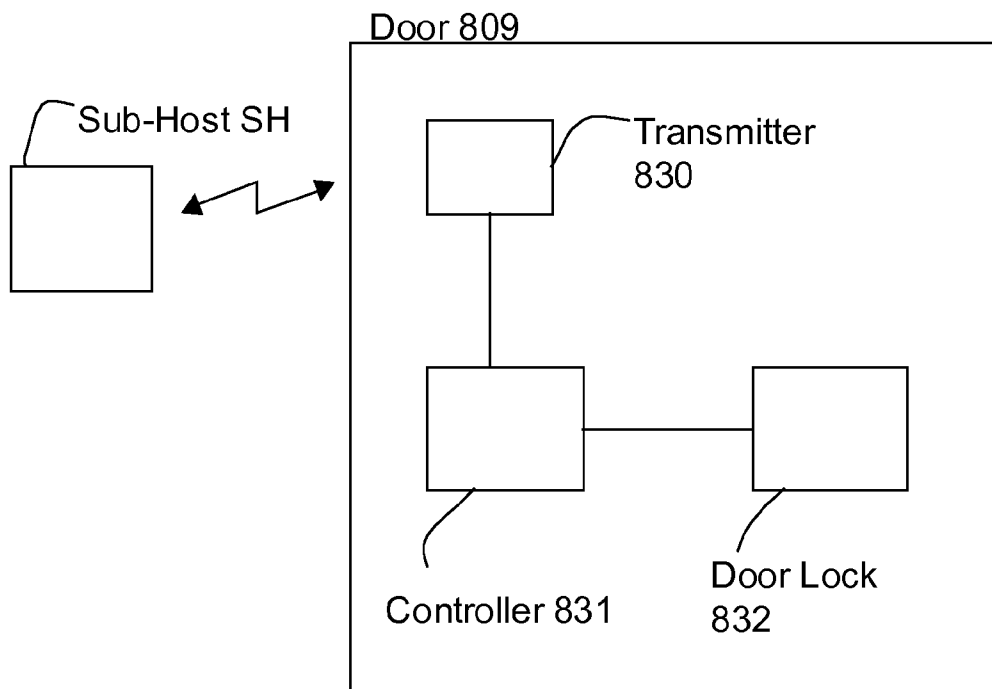 Door 809
Sub-Host SH
Transmitter
830
Controller 831
Door Lock
832